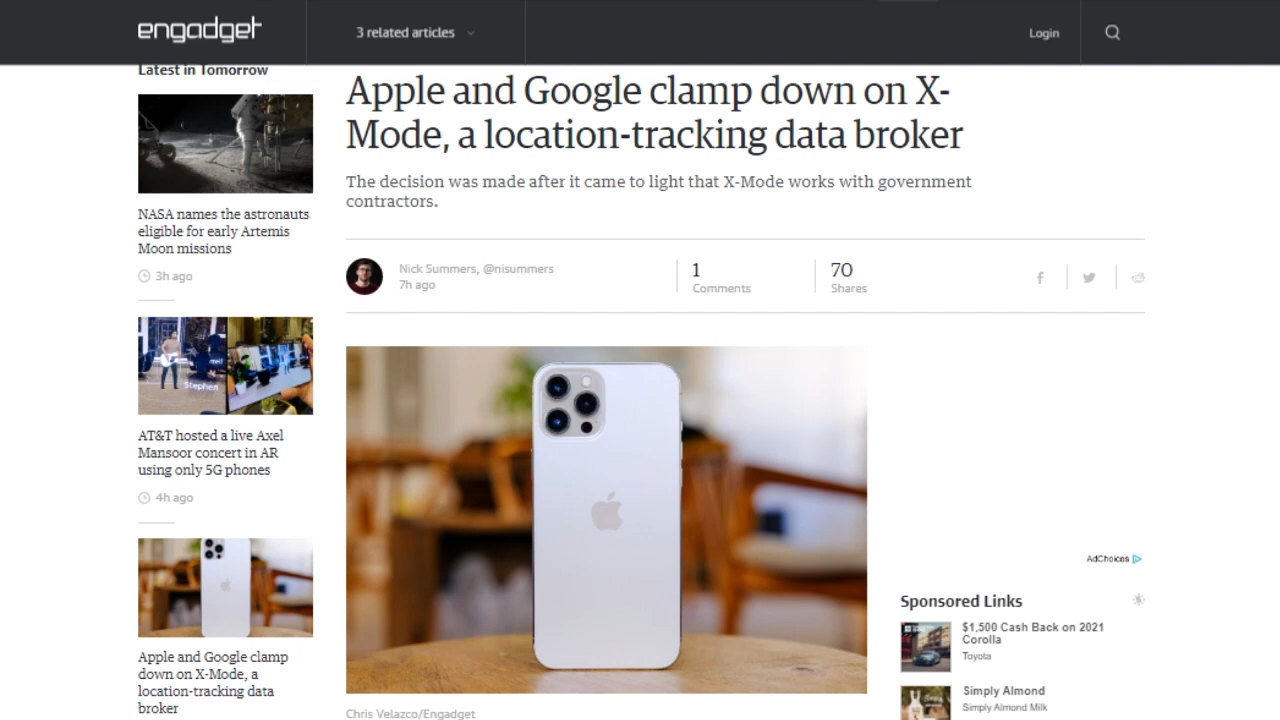 engadget
3 related articles
Login
Latest in Tomorrow
NASA names the astronauts
eligible for early Artemis
Moon missions
3h ago
Stephen
AT&T hosted a live Axel
Mansoor concert in AR
using only 5G phones
4h ago
Apple and Google clamp
down on X-Mode, a
location-tracking data
broker
Apple and Google clamp down on X-
Mode, a location-tracking data broker
The decision was made after it came to light that X-Mode works with government
contractors.
Nick Summers, @nisummers
7h ago
1
Comments
70
Shares
Chris Velazco/Engadget
AdChoices
Sponsored Links
$1,500 Cash Back on 2021
Corolla
Toyota
Simply Almond
Simply Almond Milk